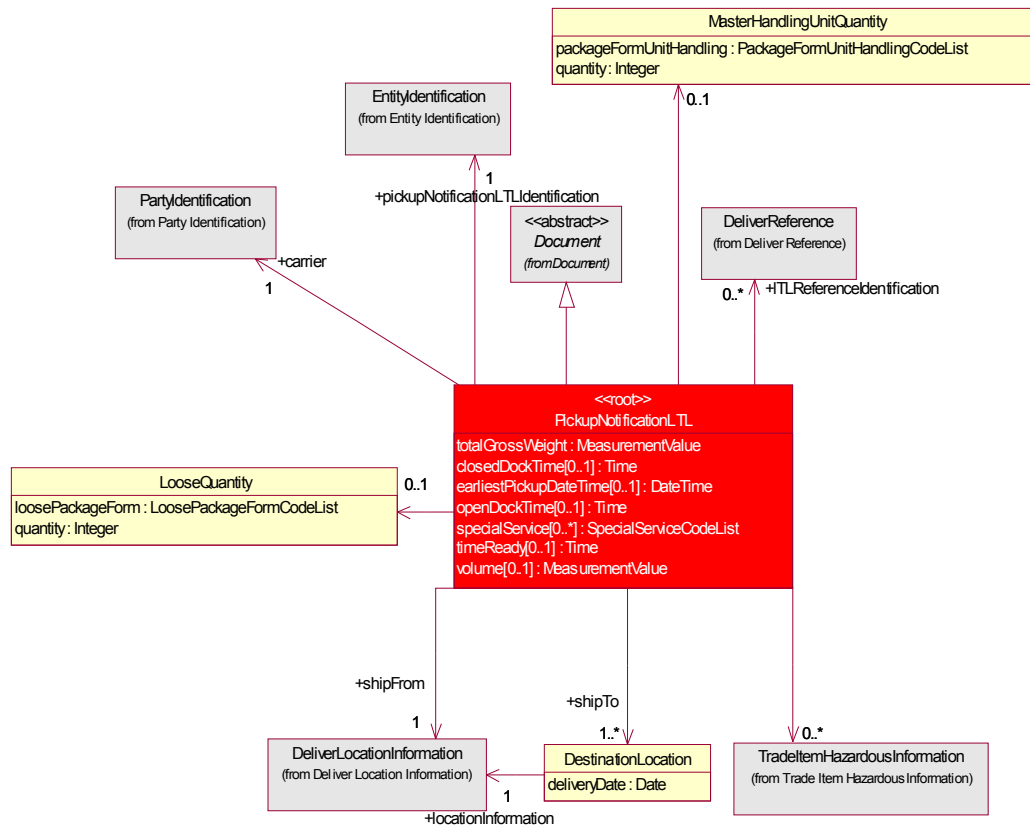 MasterHandlingUnitQuantity
packageFormUnitHandling : PackageFormUnitHandlingCodeList
quantity : Integer
0..1
EntityIdentification
(from Entity Identification)
1
+pickupNotificationLTLIdentification
PartyIdentification
(from Party Identification)
+carrier
1
<<abstract>>
Document
(from Document)
DeliverReference
(from Deliver Reference)
0..*
+ITLReferenceIdentification
<<root>>
PickupNotificationLTL
totalGrossWeight : MeasurementValue
closedDockTime[0..1] : Time
earliestPickupDateTime[0..1] : DateTime
openDockTime[0..1] : Time
specialService[0..*] : SpecialServiceCodeList
timeReady[0..1] : Time
volume[0..1] : MeasurementValue
LooseQuantity
loosePackageForm : LoosePackageFormCodeList
quantity : Integer
0..1
+shipFrom
1
+shipTo
1..*
0..*
DeliverLocationInformation
(from Deliver Location Information)
DestinationLocation
deliveryDate : Date
1
+locationInformation
TradeItemHazardousInformation
(from Trade Item Hazardous Information)